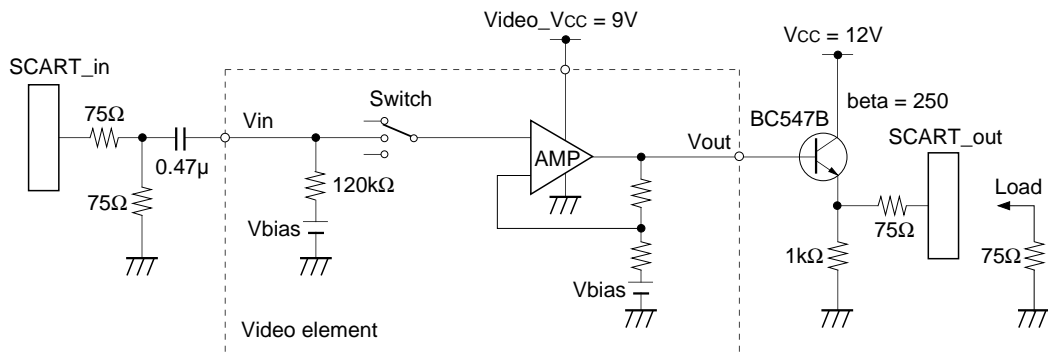 Video_VCC = 9V
VCC = 12V
SCART_in
75Ω
0.47μ
75Ω
Vin
Switch
120kΩ
Vbias
AMP
Vout
Vbias
Video element
BC547B
beta = 250
SCART_out
75Ω
1kΩ
Load
75Ω